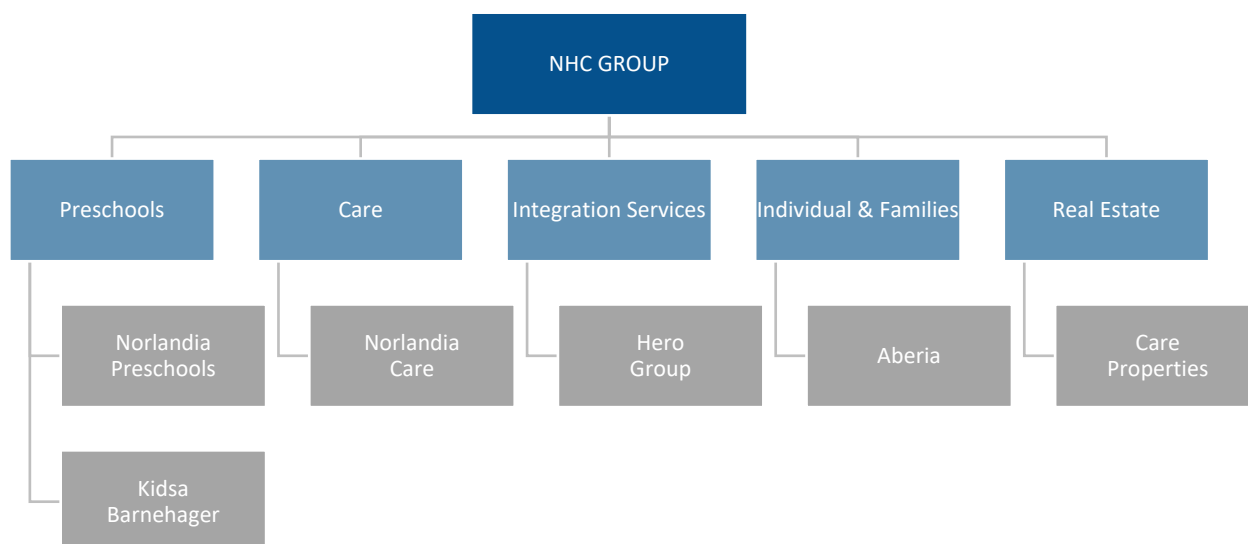 NHC GROUP
Preschools
Care
Integration Services
Individual & Families
Real Estate
Norlandia
Preschools
Norlandia
Care
Hero
Group
Aberia
Care
Properties
Kidsa
Barnehager